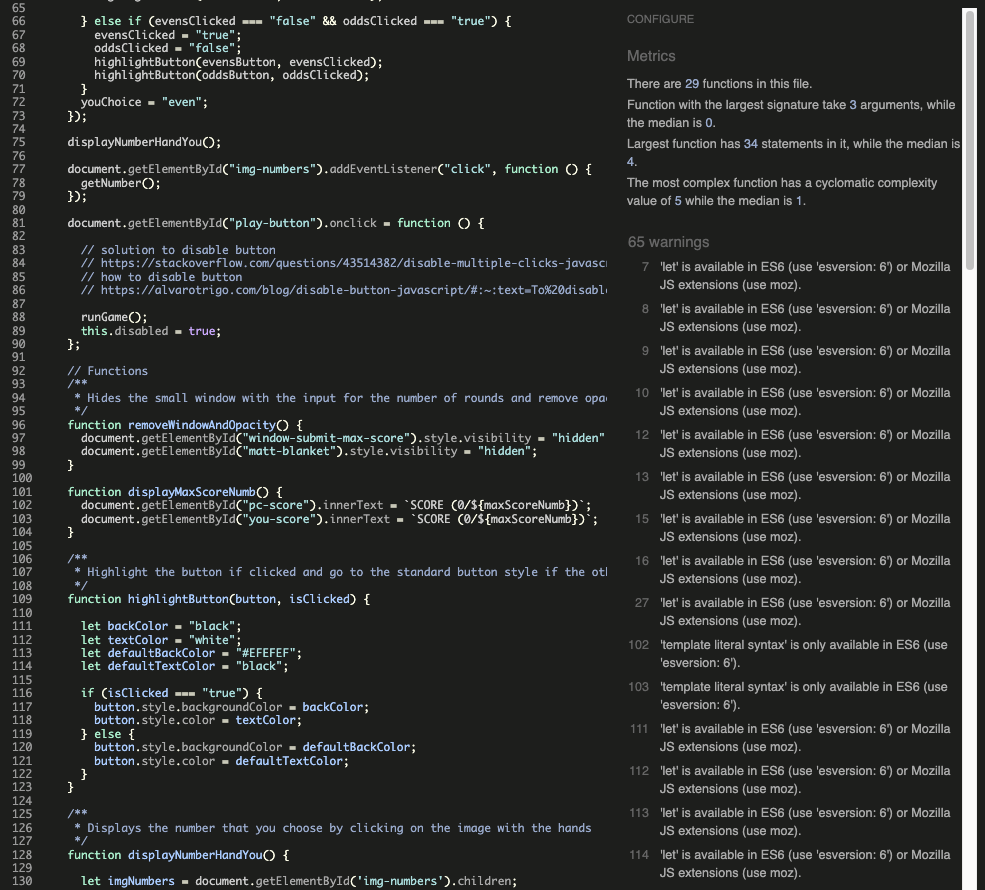 65
66 } else if (evensClicked === "false" && oddsClicked === "true") {
67 evensClicked = "true";
68 oddsClicked = "false";
69 highlightButton(evensButton, evensClicked);
70 highlightButton(oddsButton, oddsClicked);
71 }
72 youChoice = "even";
73 });
74
75 displayNumberHandYou();
76
77 document.getElementById("img-numbers").addEventListener("click", function () {
78 getNumber();
79 });
80
81 document.getElementById("play-button").onclick = function () {
82
83 // solution to disable button
84 // https://stackoverflow.com/questions/43514382/disable-multiple-clicks-javasc
85 // how to disable button
86 // https://alvarotrigo.com/blog/disable-button-javascript/#:~:text=To%20disabl
87
88 runGame();
89 this.disabled = true;
90 };
91
92 // Functions
93 /**
94 * Hides the small window with the input for the number of rounds and remove opa
95 */
96 function removeWindowAndOpacity() {
97 document.getElementById("window-submit-max-score").style.visibility = "hidden"
98 document.getElementById("matt-blanket").style.visibility = "hidden";
99 }
100
101 function displayMaxScoreNumb() {
102 document.getElementById("pc-score").innerText = `SCORE (0/${maxScoreNumb})`;
103 document.getElementById("you-score").innerText = `SCORE (0/${maxScoreNumb})`;
104 }
105
106 /**
107 * Highlight the button if clicked and go to the standard button style if the ot
108 */
109 function highlightButton(button, isClicked) {
110
111 let backColor = "black";
112 let textColor = "white";
113 let defaultBackColor = "#EFEFEF";
114 let defaultTextColor = "black";
115
116 if (isClicked === "true") {
117 button.style.backgroundColor = backColor;
118 button.style.color = textColor;
119 } else {
120 button.style.backgroundColor = defaultBackColor;
121 button.style.color = defaultTextColor;
122 }
123 }
124
125 /**
126 * Displays the number that you choose by clicking on the image with the hands
127 */
128 function displayNumberHandYou() {
129
130 let imgNumbers = document.getElementById('img-numbers').children;
CONFIGURE
Metrics
There are 29 functions in this file.
Function with the largest signature take 3 arguments, while
the median is 0.
Largest function has 34 statements in it, while the median is
4.
The most complex function has a cyclomatic complexity
value of 5 while the median is 1.
65 warnings
7 'let' is available in ES6 (use 'esversion: 6') or Mozilla
JS extensions (use moz).
8 'let' is available in ES6 (use 'esversion: 6') or Mozilla
JS extensions (use moz).
9 'let' is available in ES6 (use 'esversion: 6') or Mozilla
JS extensions (use moz).
10 'let' is available in ES6 (use 'esversion: 6') or Mozilla
JS extensions (use moz).
12 'let' is available in ES6 (use 'esversion: 6') or Mozilla
JS extensions (use moz).
13 'let' is available in ES6 (use 'esversion: 6') or Mozilla
JS extensions (use moz).
15 'let' is available in ES6 (use 'esversion: 6') or Mozilla
JS extensions (use moz).
16 'let' is available in ES6 (use 'esversion: 6') or Mozilla
JS extensions (use moz).
27 'let' is available in ES6 (use 'esversion: 6') or Mozilla
JS extensions (use moz).
102 'template literal syntax' is only available in ES6 (use
'esversion: 6').
103 'template literal syntax' is only available in ES6 (use
'esversion: 6').
111 'let' is available in ES6 (use 'esversion: 6') or Mozilla
JS extensions (use moz).
112 'let' is available in ES6 (use 'esversion: 6') or Mozilla
JS extensions (use moz).
113 'let' is available in ES6 (use 'esversion: 6') or Mozilla
JS extensions (use moz).
114 'let' is available in ES6 (use 'esversion: 6') or Mozilla
JS extensions (use moz).